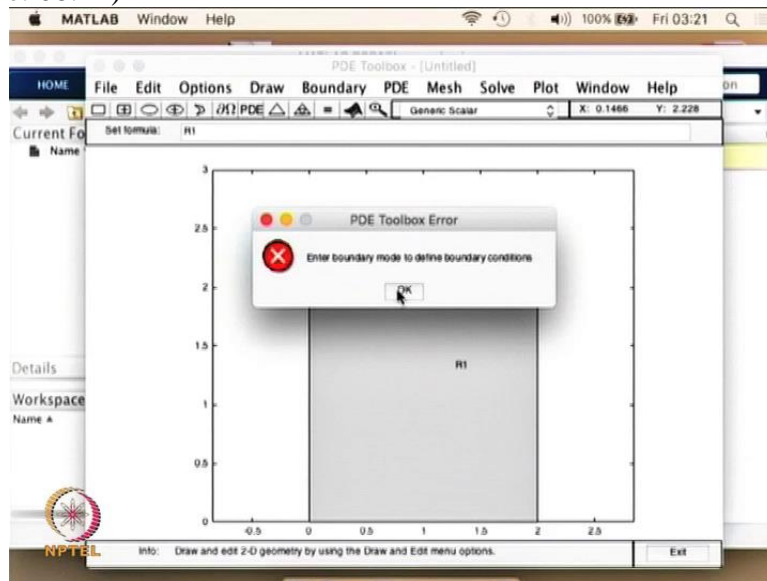 MATLAB Window Help 100% Fri 03:21
PDE Toolbox - [Untitled]
HOME
File Edit Options Draw Boundary PDE Mesh Solve Plot Window Help
∂Ω PDE = Generic Scalar X: 0.1466 Y: 2.228
Current Fo
Set formula: R1
Name
3
2.5
2
1.5
1
0.5
0
PDE Toolbox Error
Enter boundary mode to define boundary conditions
OK
R1
Details
Workspace
Name
-0.5 0 0.5 1 1.5 2 2.5
NPTEL
Info: Draw and edit 2-D geometry by using the Draw and Edit menu options.
Exit